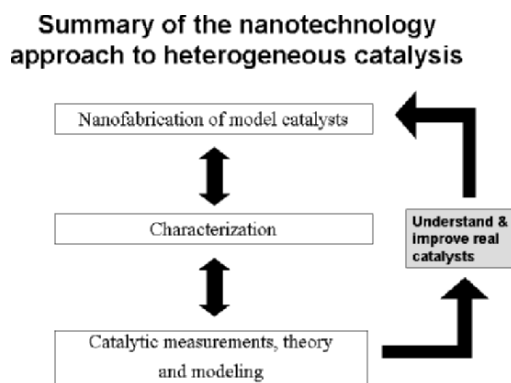 Summary of the nanotechnology
approach to heterogeneous catalysis
Nanofabrication of model catalysts
Characterization
Understand &
improve real
catalysts
Catalytic measurements, theory
and modeling